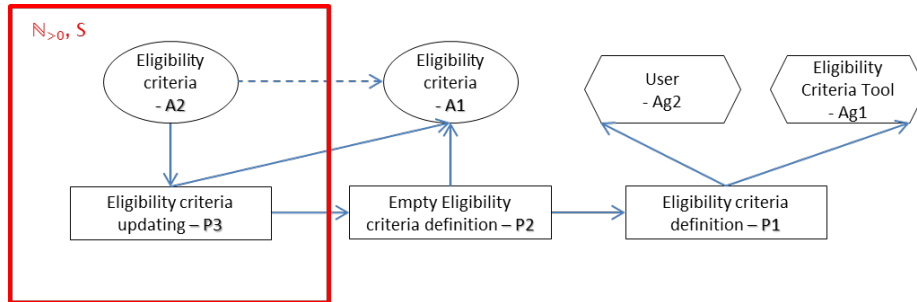 ℕ>0, S
Eligibility
criteria
- A2
Eligibility
criteria
- A1
User
- Ag2
Eligibility
Criteria Tool
- Ag1
Eligibility criteria
updating – P3
Empty Eligibility
criteria definition – P2
Eligibility criteria
definition – P1